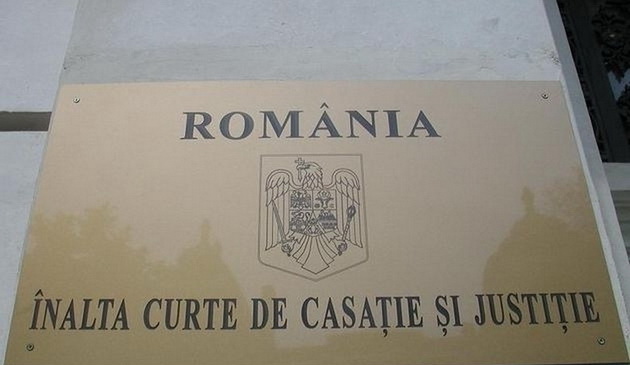 ROMÂNIA
ÎNALTA CURTE DE CASAȚIE ȘI JUSTIȚIE